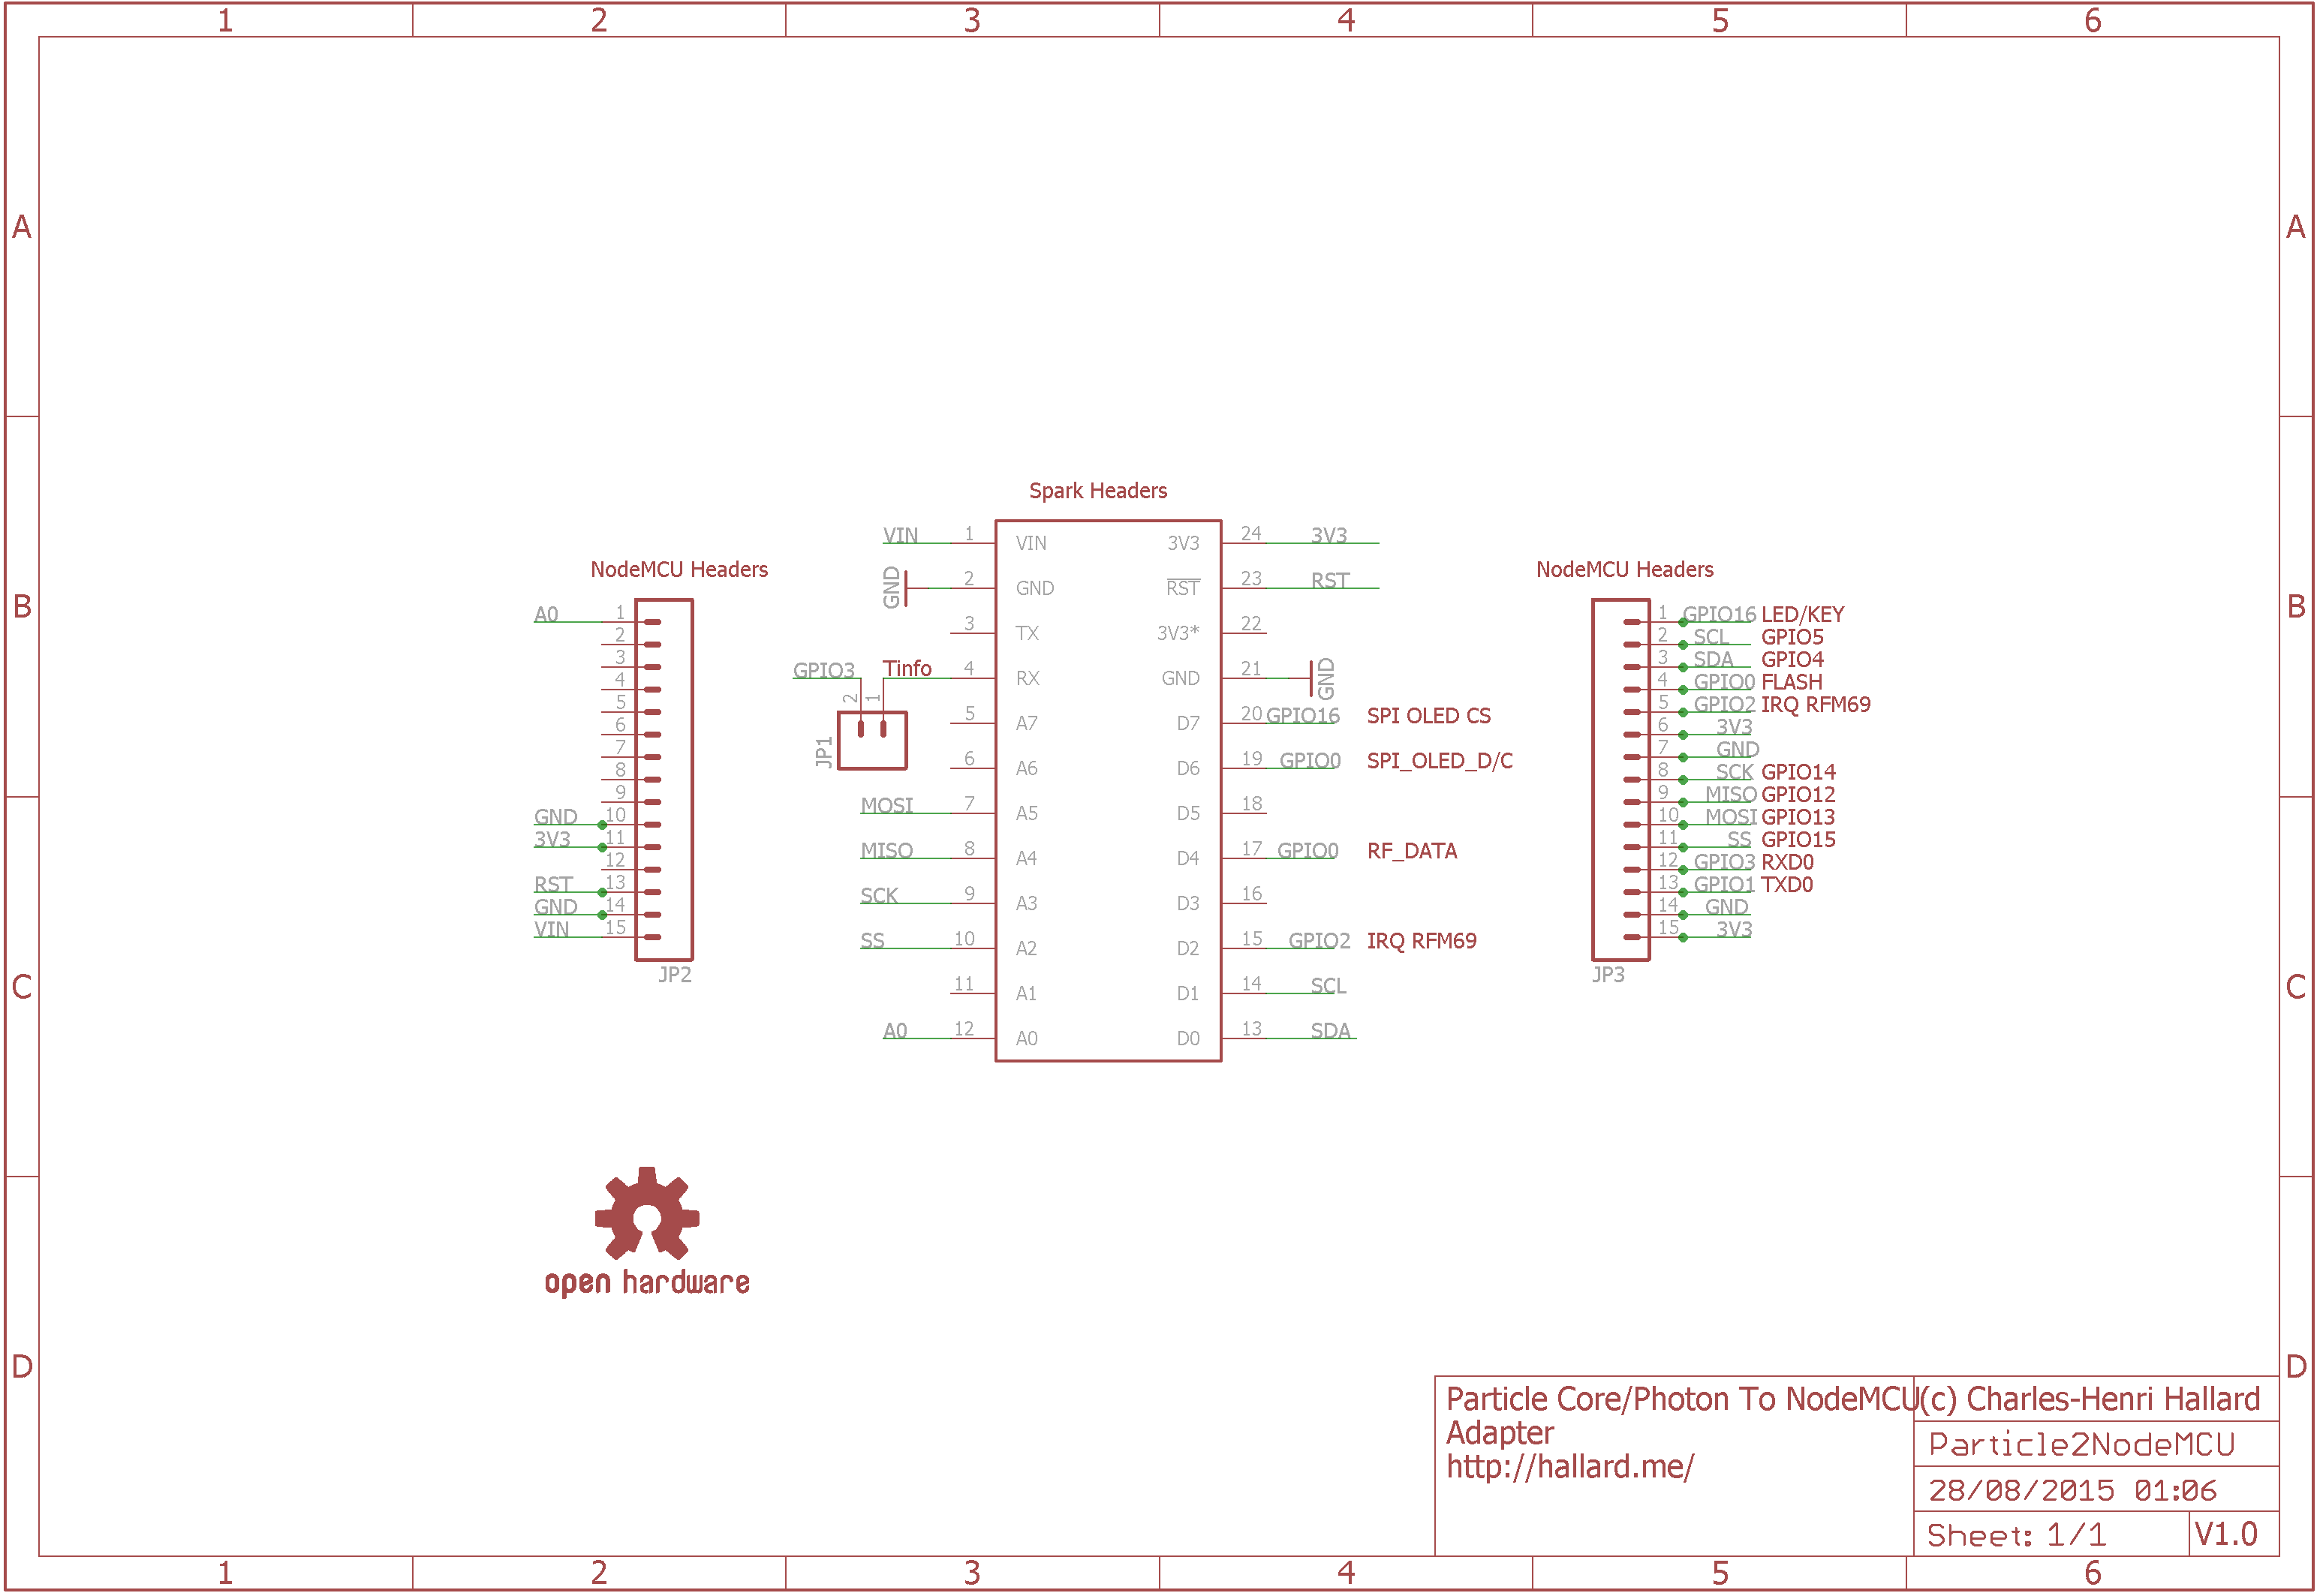 1 2 3 4 5 6
A A
B B
C C
D D
Spark Headers
VIN 1 VIN 3V3 24 3V3
GND 2 GND RST 23 RST
3 TX 3V3* 22
GPIO3 Tinfo 4 RX GND 21 GND
2 1
JP1
5 A7 D7 20 GPIO16 SPI OLED CS
6 A6 D6 19 GPIO0 SPI_OLED_D/C
MOSI 7 A5 D5 18
MISO 8 A4 D4 17 GPIO0 RF_DATA
SCK 9 A3 D3 16
SS 10 A2 D2 15 GPIO2 IRQ RFM69
11 A1 D1 14 SCL
A0 12 A0 D0 13 SDA
NodeMCU Headers
A0 1
2
3
4
5
6
7
8
9
GND 10
3V3 11
12
RST 13
GND 14
VIN 15
JP2
NodeMCU Headers
1 GPIO16 LED/KEY
2 SCL GPIO5
3 SDA GPIO4
4 GPIO0 FLASH
5 GPIO2 IRQ RFM69
6 3V3
7 GND
8 SCK GPIO14
9 MISO GPIO12
10 MOSI GPIO13
11 SS GPIO15
12 GPIO3 RXD0
13 GPIO1 TXD0
14 GND
15 3V3
JP3
open hardware
Particle Core/Photon To NodeMCU
Adapter
http://hallard.me/
(c) Charles-Henri Hallard
Particle2NodeMCU
28/08/2015 01:06
Sheet: 1/1 V1.0
1 2 3 4 5 6